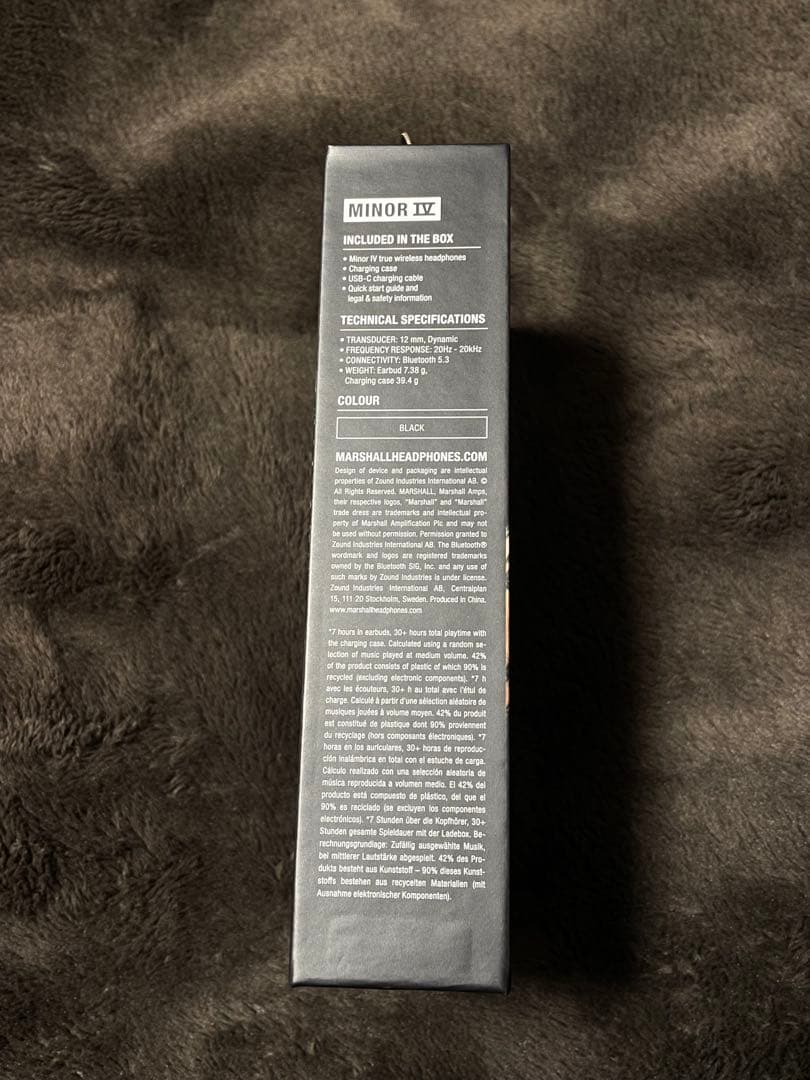 MINOR IV
INCLUDED IN THE BOX
• Minor IV true wireless headphones
• Charging case
• USB-C charging cable
• Quick start guide and
legal & safety information
TECHNICAL SPECIFICATIONS
• TRANSDUCER: 12 mm, Dynamic
• FREQUENCY RESPONSE: 20Hz - 20kHz
• CONNECTIVITY: Bluetooth 5.3
• WEIGHT: Earbud 7.38 g,
Charging case 39.4 g
COLOUR
BLACK
MARSHALLHEADPHONES.COM
Design of device and packaging are intellectual
properties of Zound Industries International AB. ©
All Rights Reserved. MARSHALL, Marshall Amps,
their respective logos, "Marshall" and "Marshall"
trade dress are trademarks and intellectual pro-
perty of Marshall Amplification Plc and may not
be used without permission. Permission granted to
Zound Industries International AB. The Bluetooth®
wordmark and logos are registered trademarks
owned by the Bluetooth SIG, Inc. and any use of
such marks by Zound Industries is under license.
Zound Industries International AB, Centralplan
15, 111 20 Stockholm, Sweden. Produced in China.
www.marshallheadphones.com
*7 hours in earbuds, 30+ hours total playtime with
the charging case. Calculated using a random se-
lection of music played at medium volume. 42%
of the product consists of plastic of which 90% is
recycled (excluding electronic components). *7 h
avec les écouteurs, 30+ h au total avec l'étui de
charge. Calculé à partir d'une sélection aléatoire de
musiques jouées à volume moyen. 42% du produit
est constitué de plastique dont 90% proviennent
du recyclage (hors composants électroniques). *7
horas en los auriculares, 30+ horas de reproduc-
ción inalámbrica en total con el estuche de carga.
Cálculo realizado con una selección aleatoria de
música reproducida a volumen medio. El 42% del
producto está compuesto de plástico, del que el
90% es reciclado (se excluyen los componentes
electrónicos). *7 Stunden über die Kopfhörer, 30+
Stunden gesamte Spieldauer mit der Ladebox. Be-
rechnungsgrundlage: Zufällig ausgewählte Musik,
bei mittlerer Lautstärke abgespielt. 42% des Pro-
dukts besteht aus Kunststoff – 90% dieses Kunst-
stoffs bestehen aus recycelten Materialien (mit
Ausnahme elektronischer Komponenten).